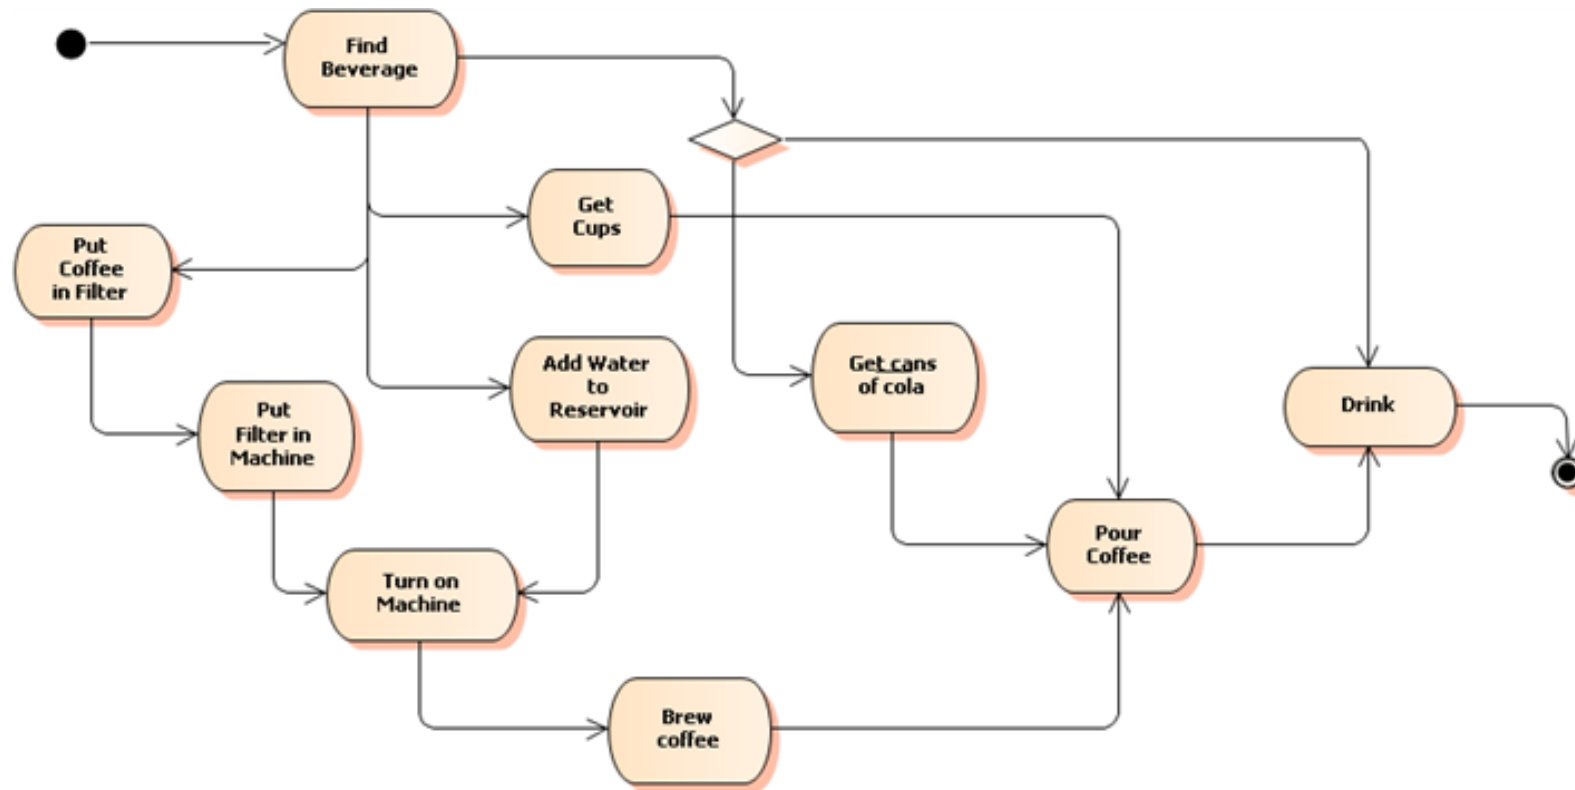 Find
Beverage
Get
Cups
Put
Coffee
in Filter
Add Water
to
Reservoir
Get cans
of cola
Put
Filter in
Machine
Drink
Pour
Coffee
Turn on
Machine
Brew
coffee